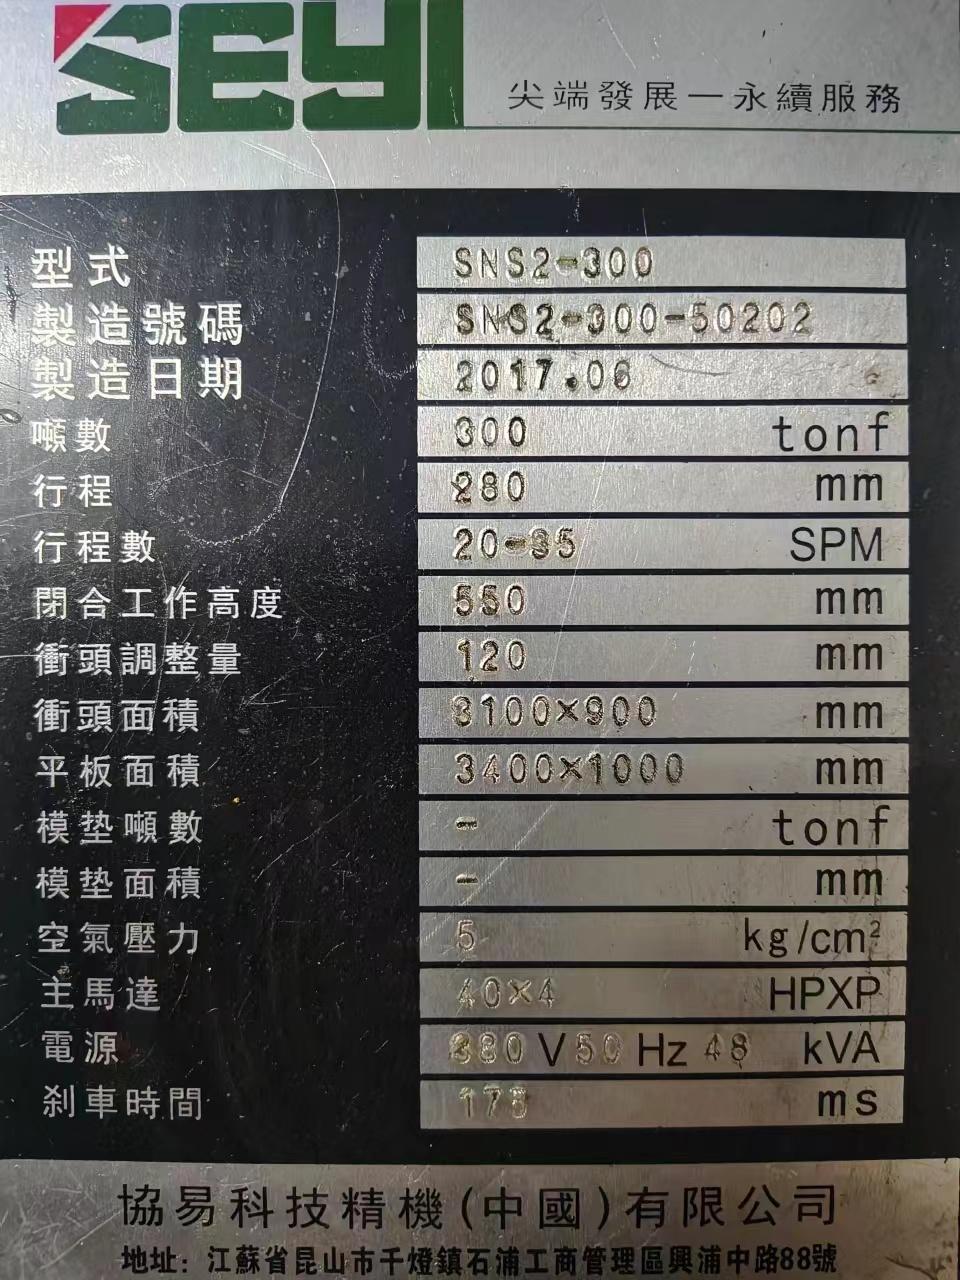 SEYI
尖端發展一永續服務
型式 SNS2-300
製造號碼 SNS2-300-50202
製造日期 2017.06
噸數 300 tonf
行程 280 mm
行程數 20-35 SPM
閉合工作高度 550 mm
衝頭調整量 120 mm
衝頭面積 3100×900 mm
平板面積 3400×1000 mm
模垫噸數 - tonf
模垫面積 - mm
空氣壓力 5 kg/cm²
主馬達 40×4 HPXP
電源 380 V 50 Hz 48 kVA
刹車時間 ms
協易科技精機(中國)有限公司
地址：江蘇省昆山市千燈鎮石浦工商管理區興浦中路88號